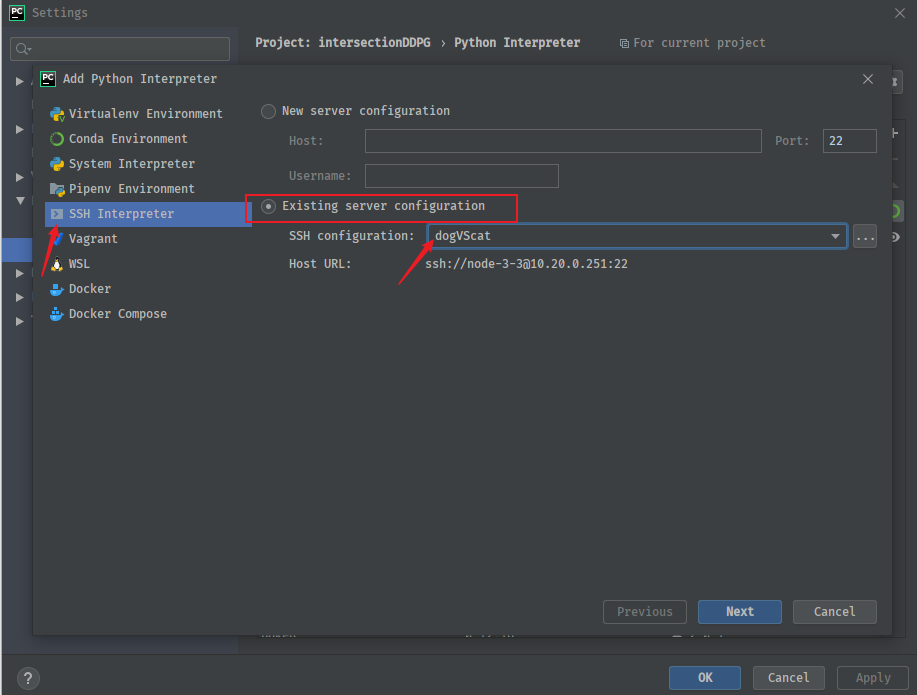 PC Settings
Project: intersectionDDPG › Python Interpreter For current project
PC Add Python Interpreter
Virtualenv Environment
Conda Environment
System Interpreter
Pipenv Environment
SSH Interpreter
Vagrant
WSL
Docker
Docker Compose
New server configuration
Host: Port: 22
Username:
Existing server configuration
SSH configuration: dogVScat ...
Host URL: ssh://node-3-3@10.20.0.251:22
Previous Next Cancel
? OK Cancel Apply